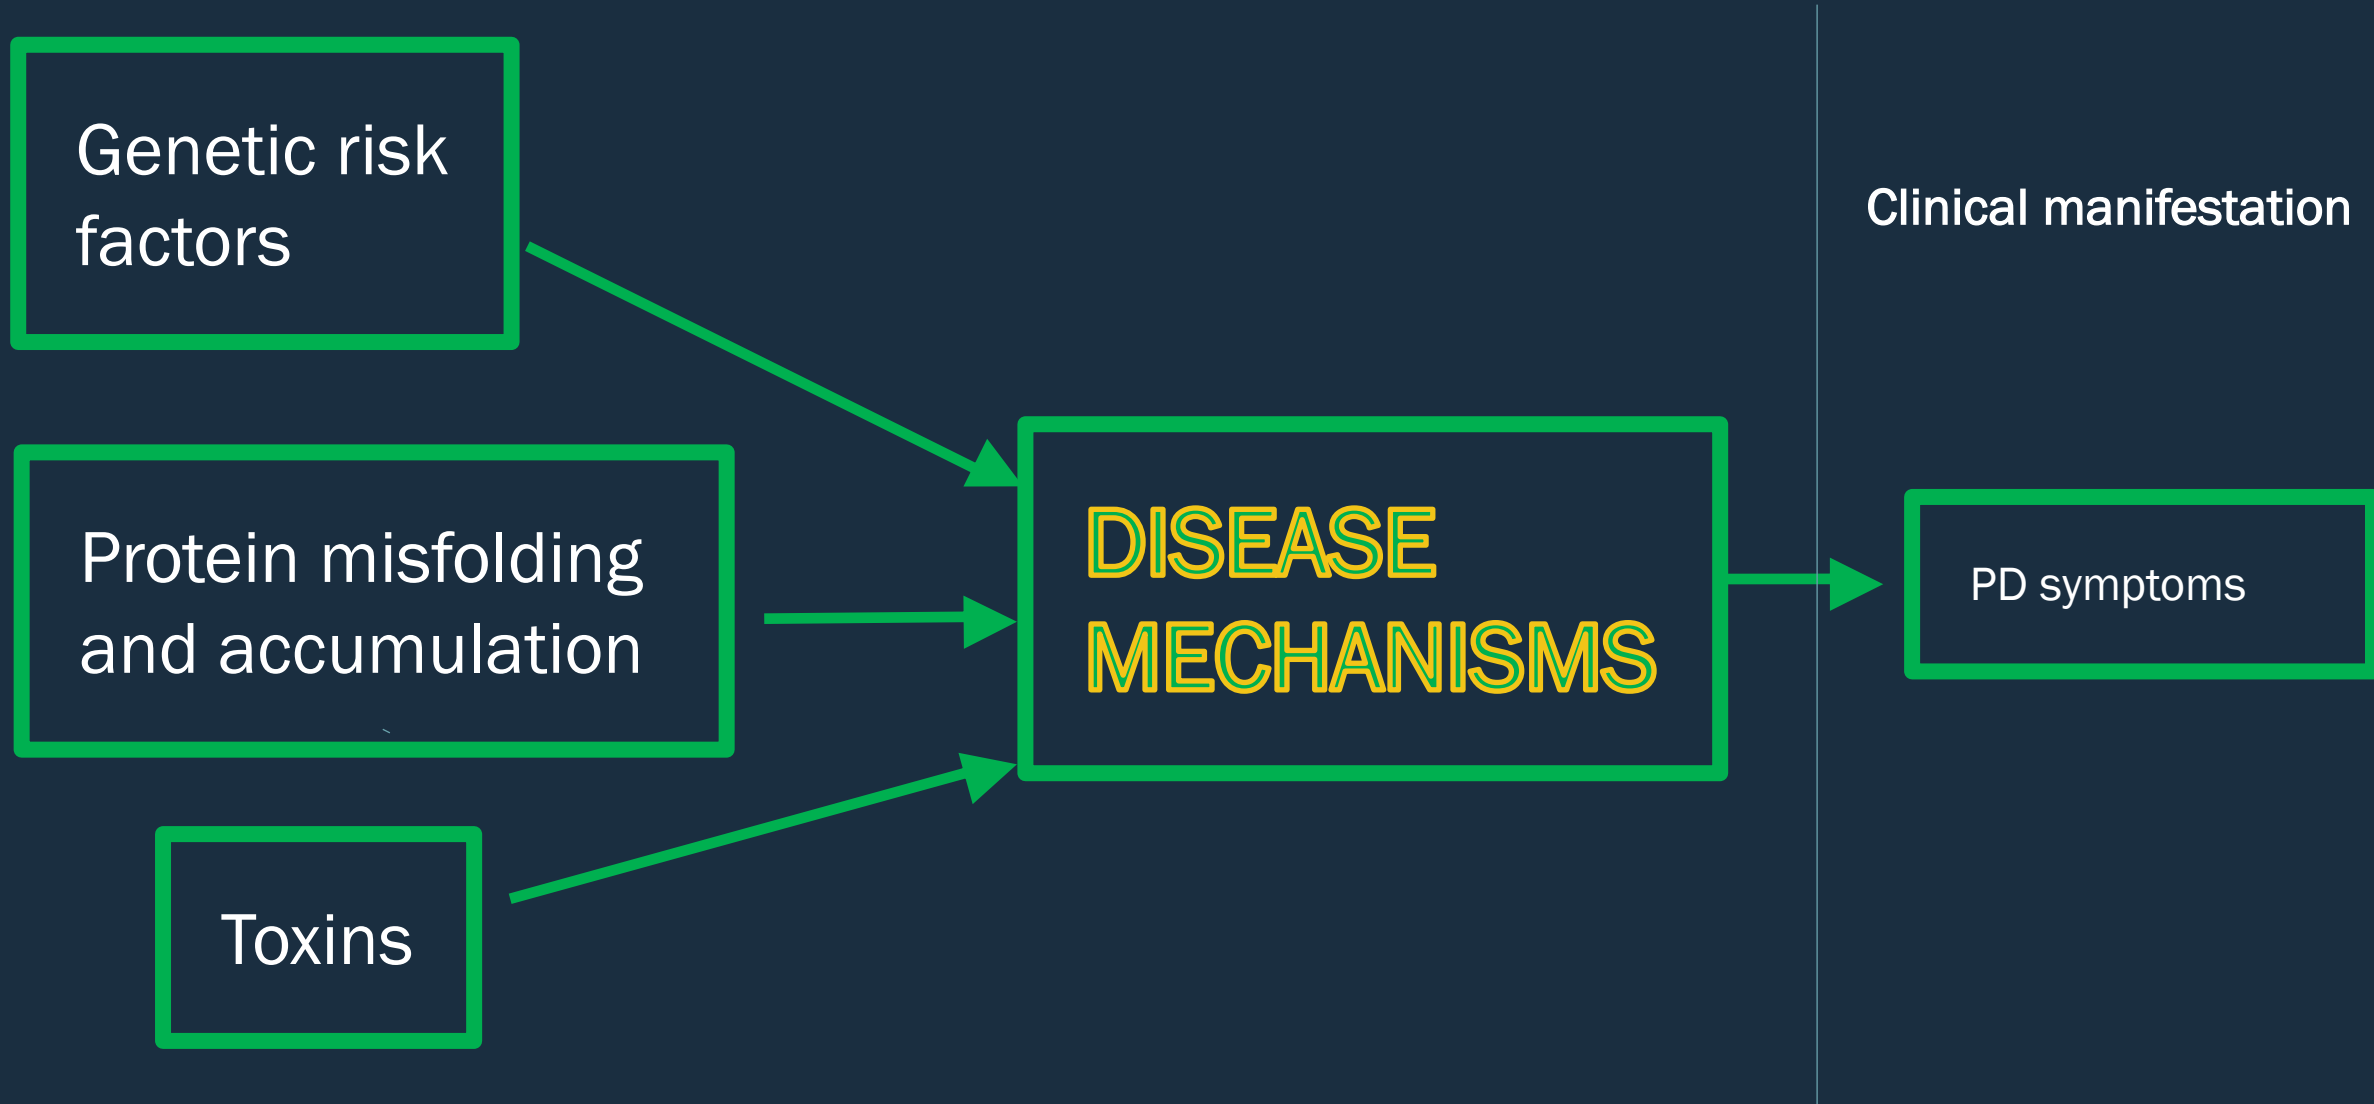 Genetic risk
factors
Clinical manifestation
Protein misfolding
and accumulation
DISEASE
MECHANISMS
PD symptoms
Toxins